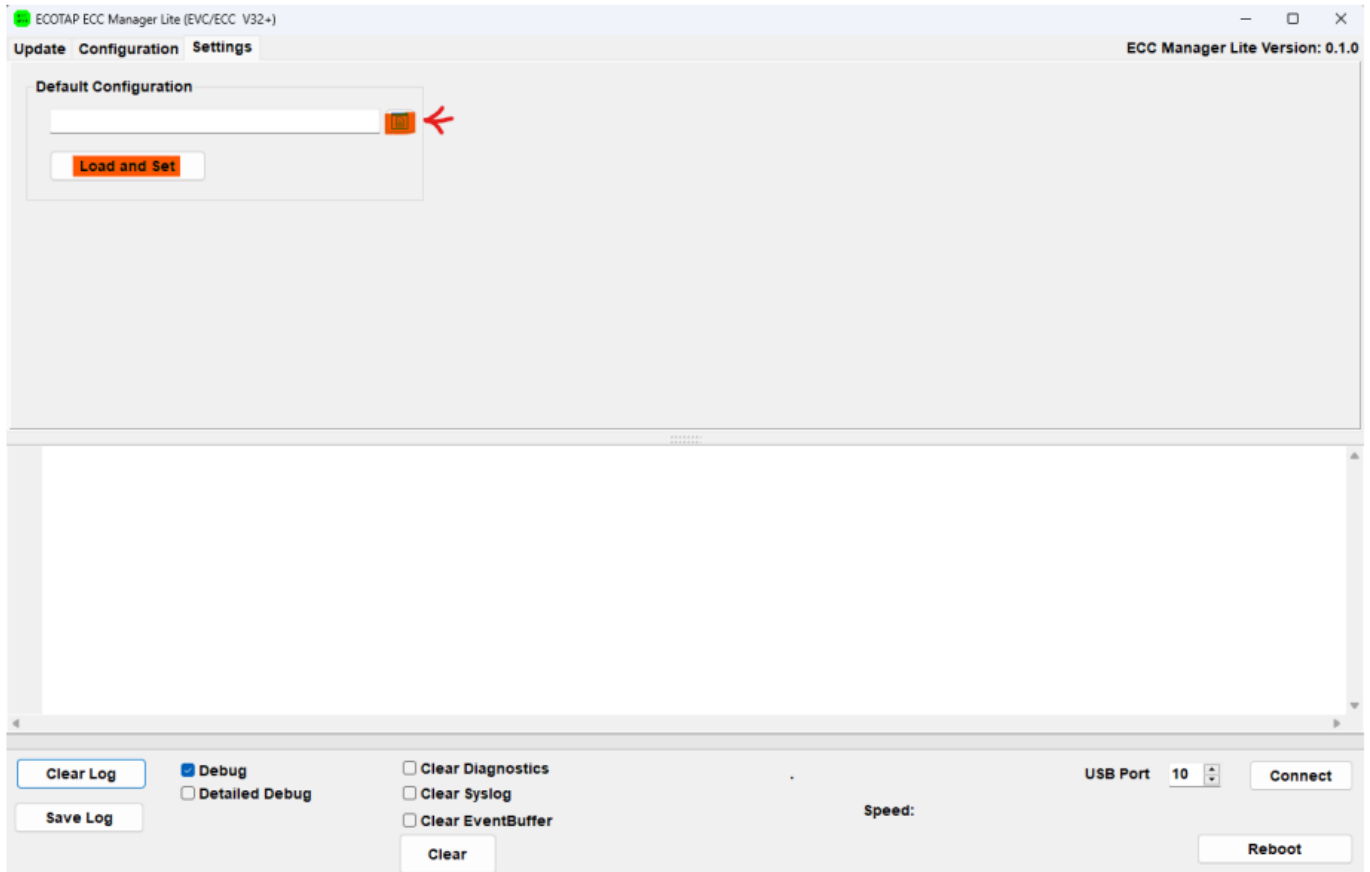 ECOTAP ECC Manager Lite (EVC/ECC V32+)
Update Configuration Settings ECC Manager Lite Version: 0.1.0
Default Configuration
Load and Set
Clear Log Debug Clear Diagnostics . USB Port 10 Connect
Detailed Debug Clear Syslog
Save Log Clear EventBuffer Speed:
Clear Reboot